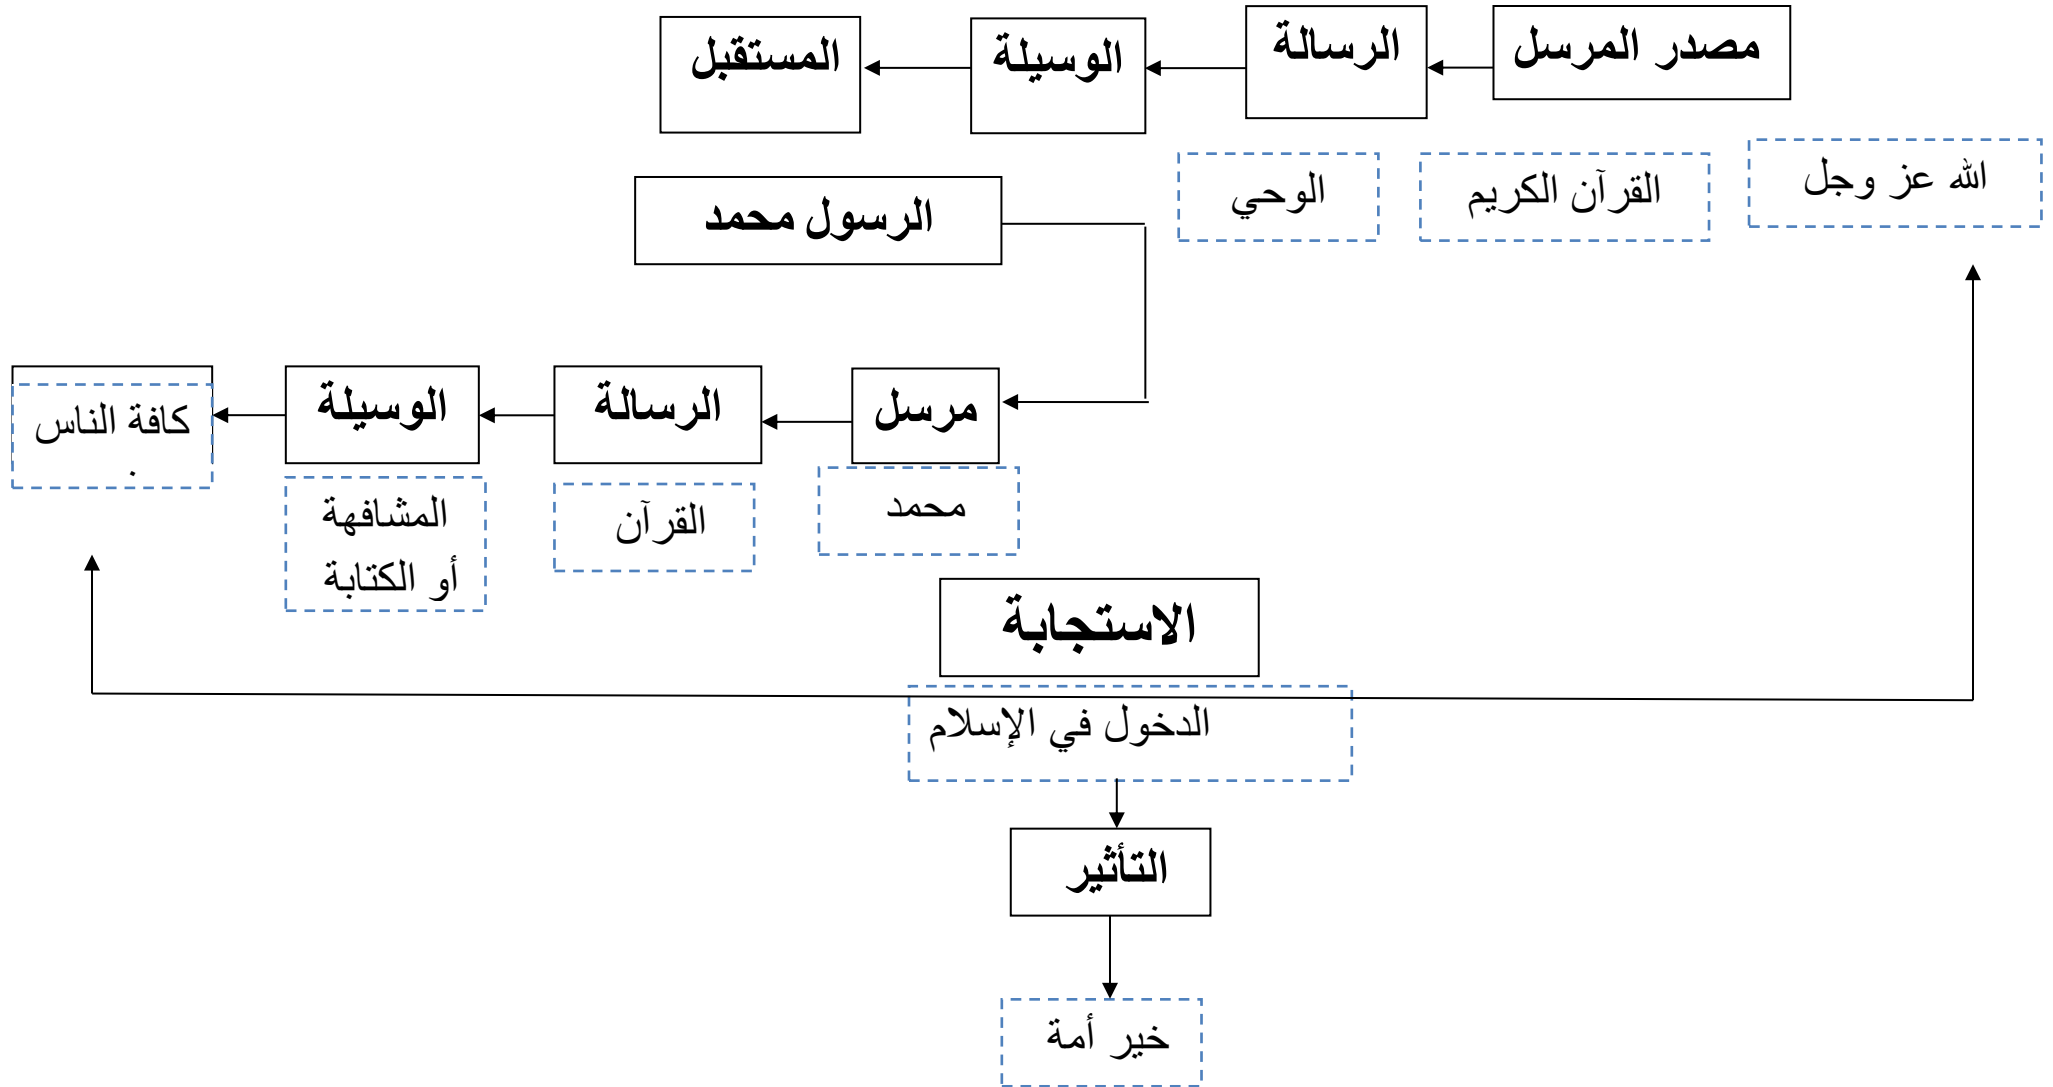 مصدر المرسل
الرسالة
الوسيلة
المستقبل
الله عز وجل
القرآن الكريم
الوحي
الرسول محمد
مرسل
الرسالة
الوسيلة
كافة الناس
محمد
القرآن
المشافهة
أو الكتابة
الاستجابة
الدخول في الإسلام
التأثير
خير أمة